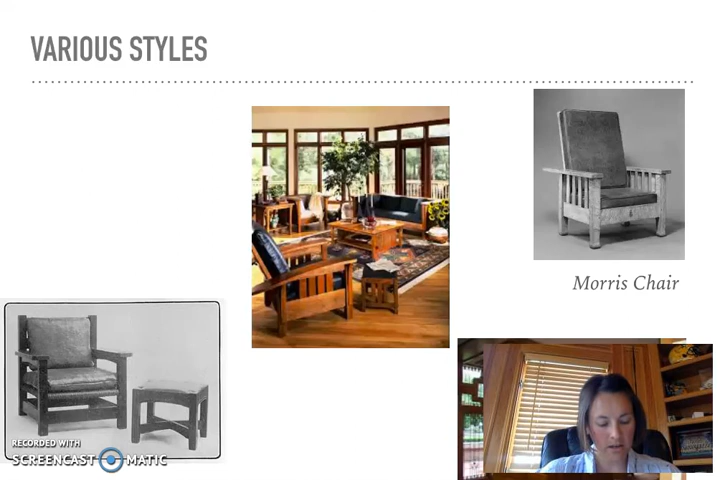 VARIOUS STYLES
Morris Chair
RECORDED WITH
SCREENCAST MATIC